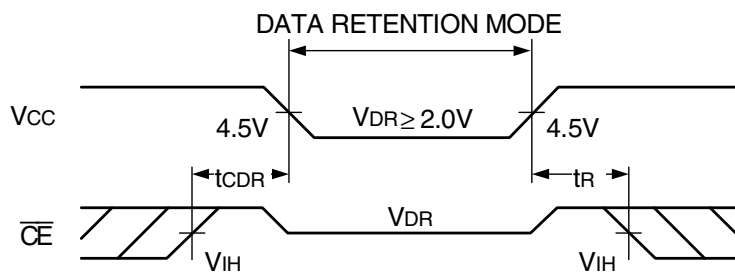 DATA RETENTION MODE
VCC
4.5V
VDR ≥ 2.0V
4.5V
tCDR
tR
CE
VDR
VIH
VIH